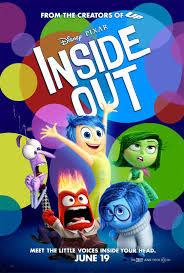 FROM THE CREATORS OF UP
DISNEY PIXAR
INSIDE
OUT
MEET THE LITTLE VOICES INSIDE YOUR HEAD.
JUNE 19